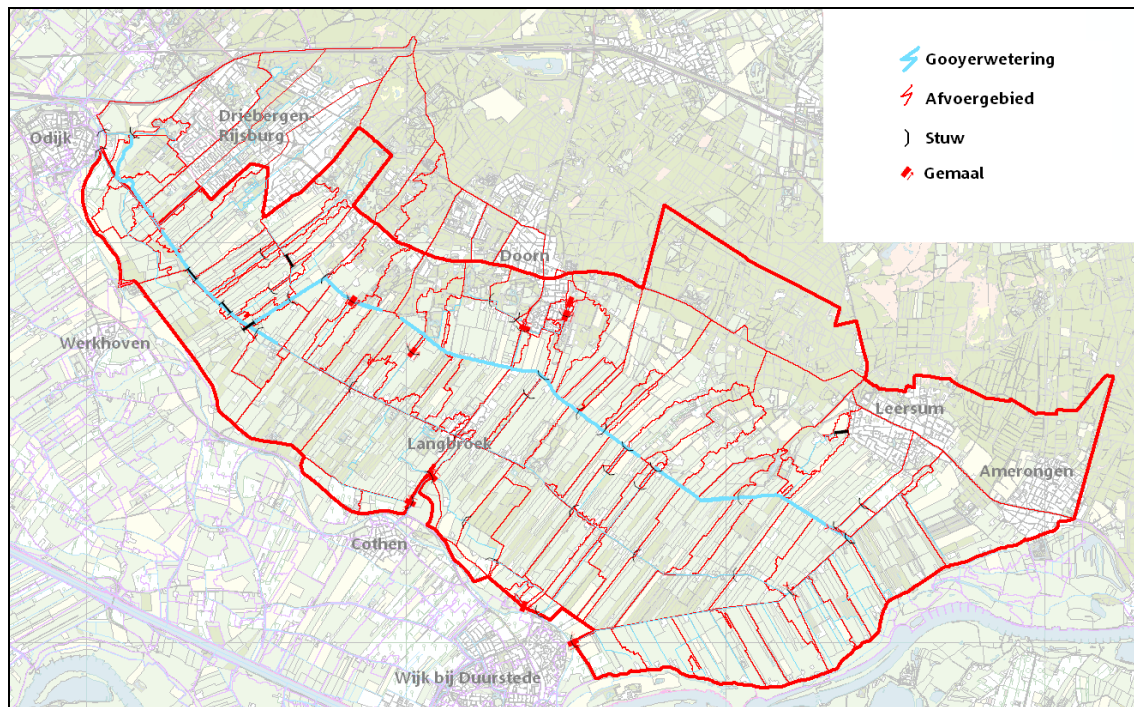 Gooyerwetering
Afvoergebied
Stuw
Gemaal
Driebergen-
Rijsburg
Odijk
Doorn
Werkhoven
Leersum
Langbroek
Amerongen
Cothen
Wijk bij Duurstede